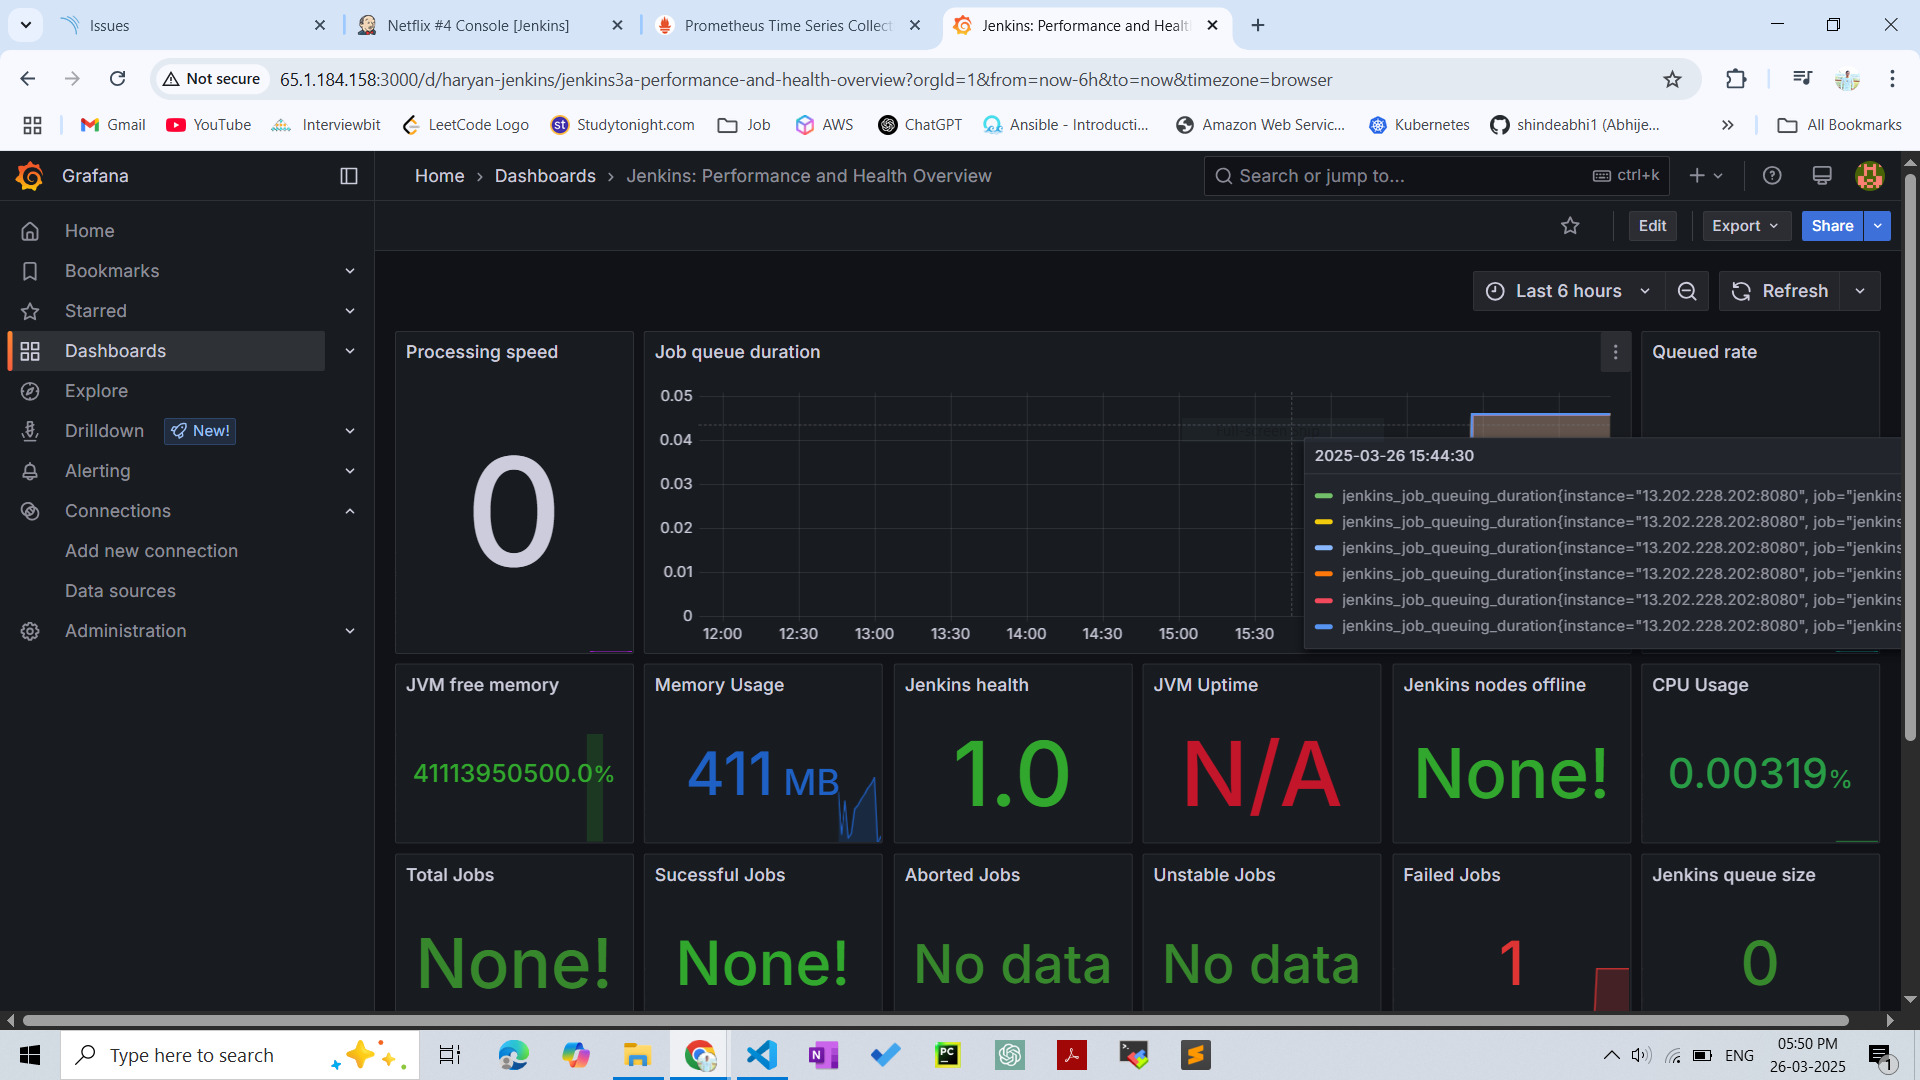 Issues
Netflix #4 Console [Jenkins]
Prometheus Time Series Collect
Jenkins: Performance and Healt
Not secure
65.1.184.158:3000/d/haryan-jenkins/jenkins3a-performance-and-health-overview?orgId=1&from=now-6h&to=now&timezone=browser
Gmail
YouTube
Interviewbit
LeetCode Logo
st
Studytonight.com
Job
AWS
ChatGPT
Ansible - Introducti...
Amazon Web Servic...
Kubernetes
shindeabhi1 (Abhije...
All Bookmarks
Grafana
Home
Dashboards
Jenkins: Performance and Health Overview
Search or jump to...
ctrl+k
Edit
Export
Share
Home
Bookmarks
Starred
Dashboards
Explore
Drilldown
New!
Alerting
Connections
Add new connection
Data sources
Administration
Last 6 hours
Refresh
Processing speed
0
Job queue duration
0.05
0.04
0.03
0.02
0.01
0
12:00
12:30
13:00
13:30
14:00
14:30
15:00
15:30
2025-03-26 15:44:30
jenkins_job_queuing_duration{instance="13.202.228.202:8080", job="jenkins
jenkins_job_queuing_duration{instance="13.202.228.202:8080", job="jenkins
jenkins_job_queuing_duration{instance="13.202.228.202:8080", job="jenkins
jenkins_job_queuing_duration{instance="13.202.228.202:8080", job="jenkins
jenkins_job_queuing_duration{instance="13.202.228.202:8080", job="jenkins
jenkins_job_queuing_duration{instance="13.202.228.202:8080", job="jenkins
Queued rate
JVM free memory
41113950500.0%
Memory Usage
411 MB
Jenkins health
1.0
JVM Uptime
N/A
Jenkins nodes offline
None!
CPU Usage
0.00319%
Total Jobs
None!
Sucessful Jobs
None!
Aborted Jobs
No data
Unstable Jobs
No data
Failed Jobs
1
Jenkins queue size
0
Type here to search
N
PC
ENG
05:50 PM
26-03-2025
1